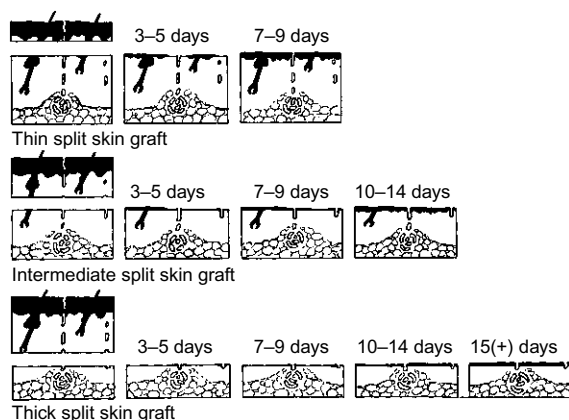 3–5 days 7–9 days
Thin split skin graft
3–5 days 7–9 days 10–14 days
Intermediate split skin graft
3–5 days 7–9 days 10–14 days 15(+) days
Thick split skin graft